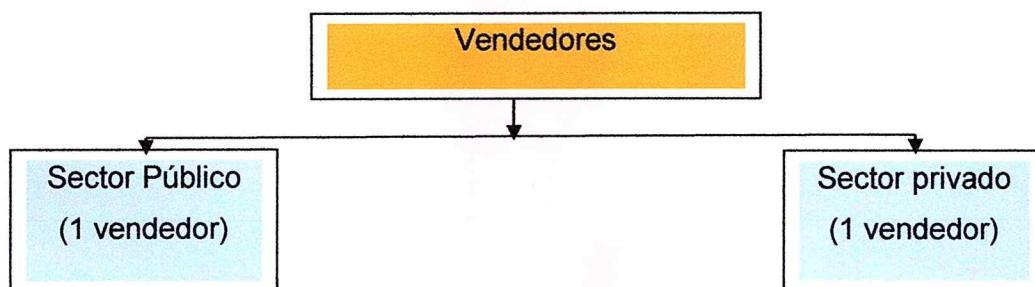 Vendedores
Sector Público
(1 vendedor)
Sector privado
(1 vendedor)